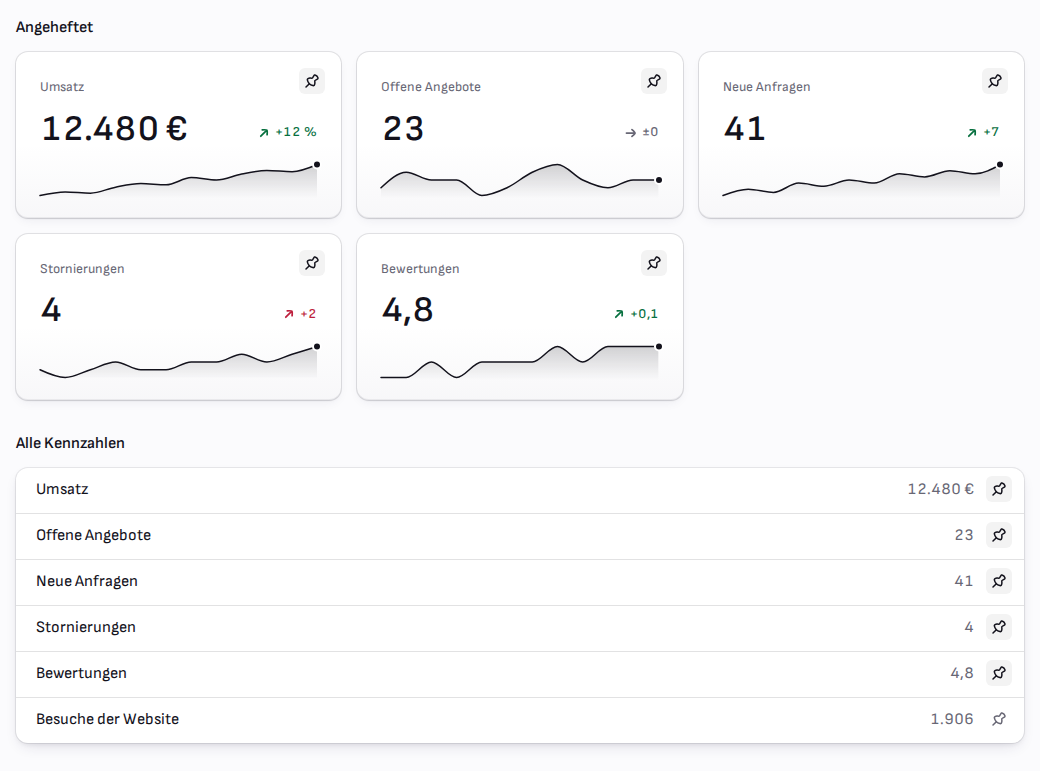 Angeheftet
Umsatz
12.480 €
+12 %
Offene Angebote
23
±0
Neue Anfragen
41
+7
Stornierungen
4
+2
Bewertungen
4,8
+0,1
Alle Kennzahlen
Umsatz 12.480 €
Offene Angebote 23
Neue Anfragen 41
Stornierungen 4
Bewertungen 4,8
Besuche der Website 1.906